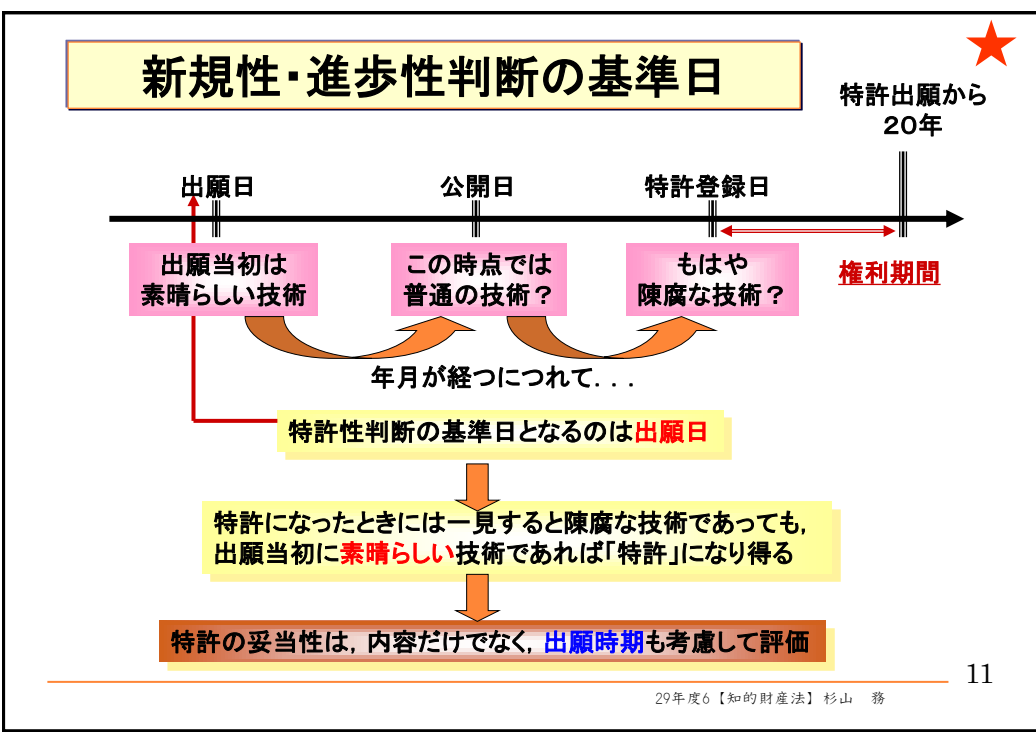 新規性・進歩性判断の基準日
特許出願から
20年
出願日
公開日
特許登録日
出願当初は
素晴らしい技術
この時点では
普通の技術？
もはや
陳腐な技術？
権利期間
年月が経つにつれて．．．
特許性判断の基準日となるのは出願日
特許になったときには一見すると陳腐な技術であっても，
出願当初に素晴らしい技術であれば「特許」になり得る
特許の妥当性は，内容だけでなく，出願時期も考慮して評価
11
29年度6【知的財産法】杉山　務